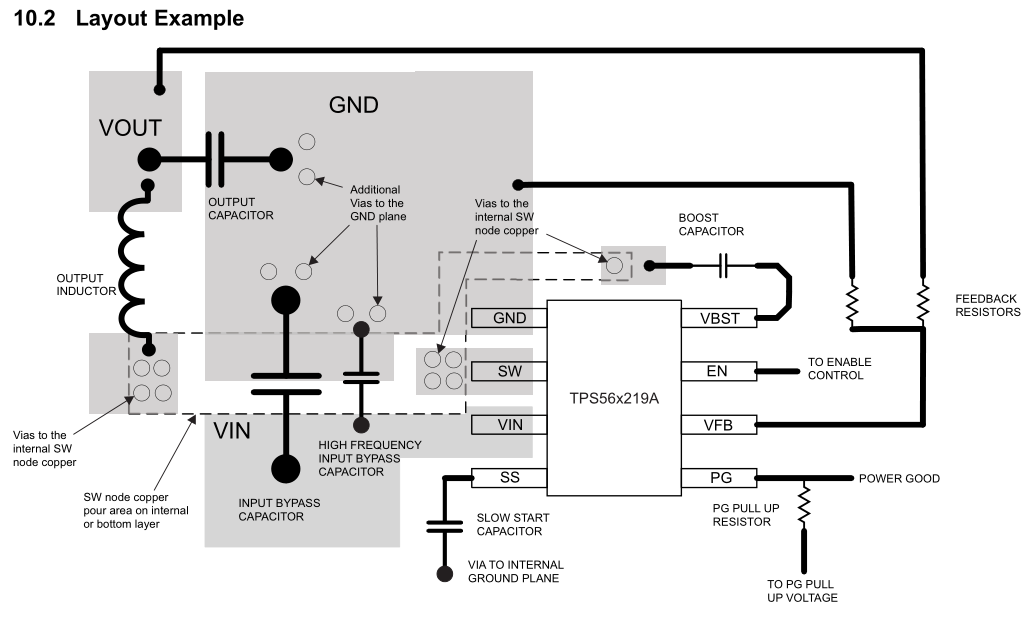 10.2 Layout Example
GND
VOUT
OUTPUT
CAPACITOR
Additional
Vias to the
GND plane
Vias to the
internal SW
node copper
BOOST
CAPACITOR
OUTPUT
INDUCTOR
FEEDBACK
RESISTORS
GND
VBST
SW
EN
TO ENABLE
CONTROL
TPS56x219A
VIN
VFB
VIN
Vias to the
internal SW
node copper
HIGH FREQUENCY
INPUT BYPASS
CAPACITOR
SS
PG
POWER GOOD
SW node copper
pour area on internal
or bottom layer
INPUT BYPASS
CAPACITOR
SLOW START
CAPACITOR
PG PULL UP
RESISTOR
VIA TO INTERNAL
GROUND PLANE
TO PG PULL
UP VOLTAGE